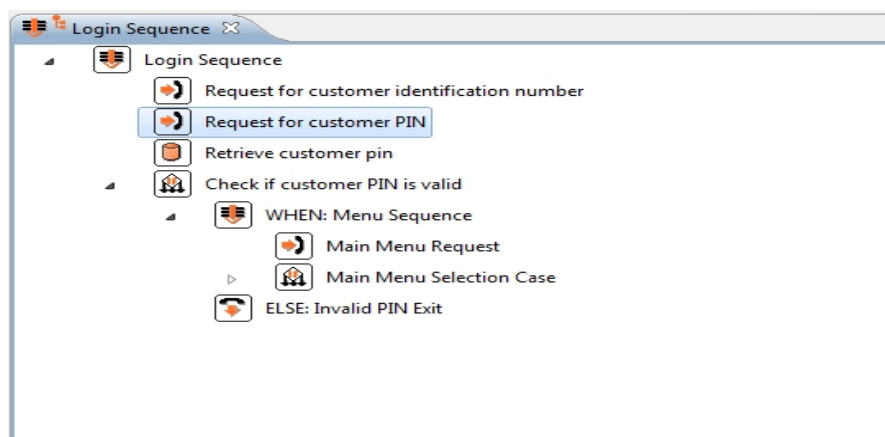 Login Sequence
Login Sequence
Request for customer identification number
Request for customer PIN
Retrieve customer pin
Check if customer PIN is valid
WHEN: Menu Sequence
Main Menu Request
Main Menu Selection Case
ELSE: Invalid PIN Exit